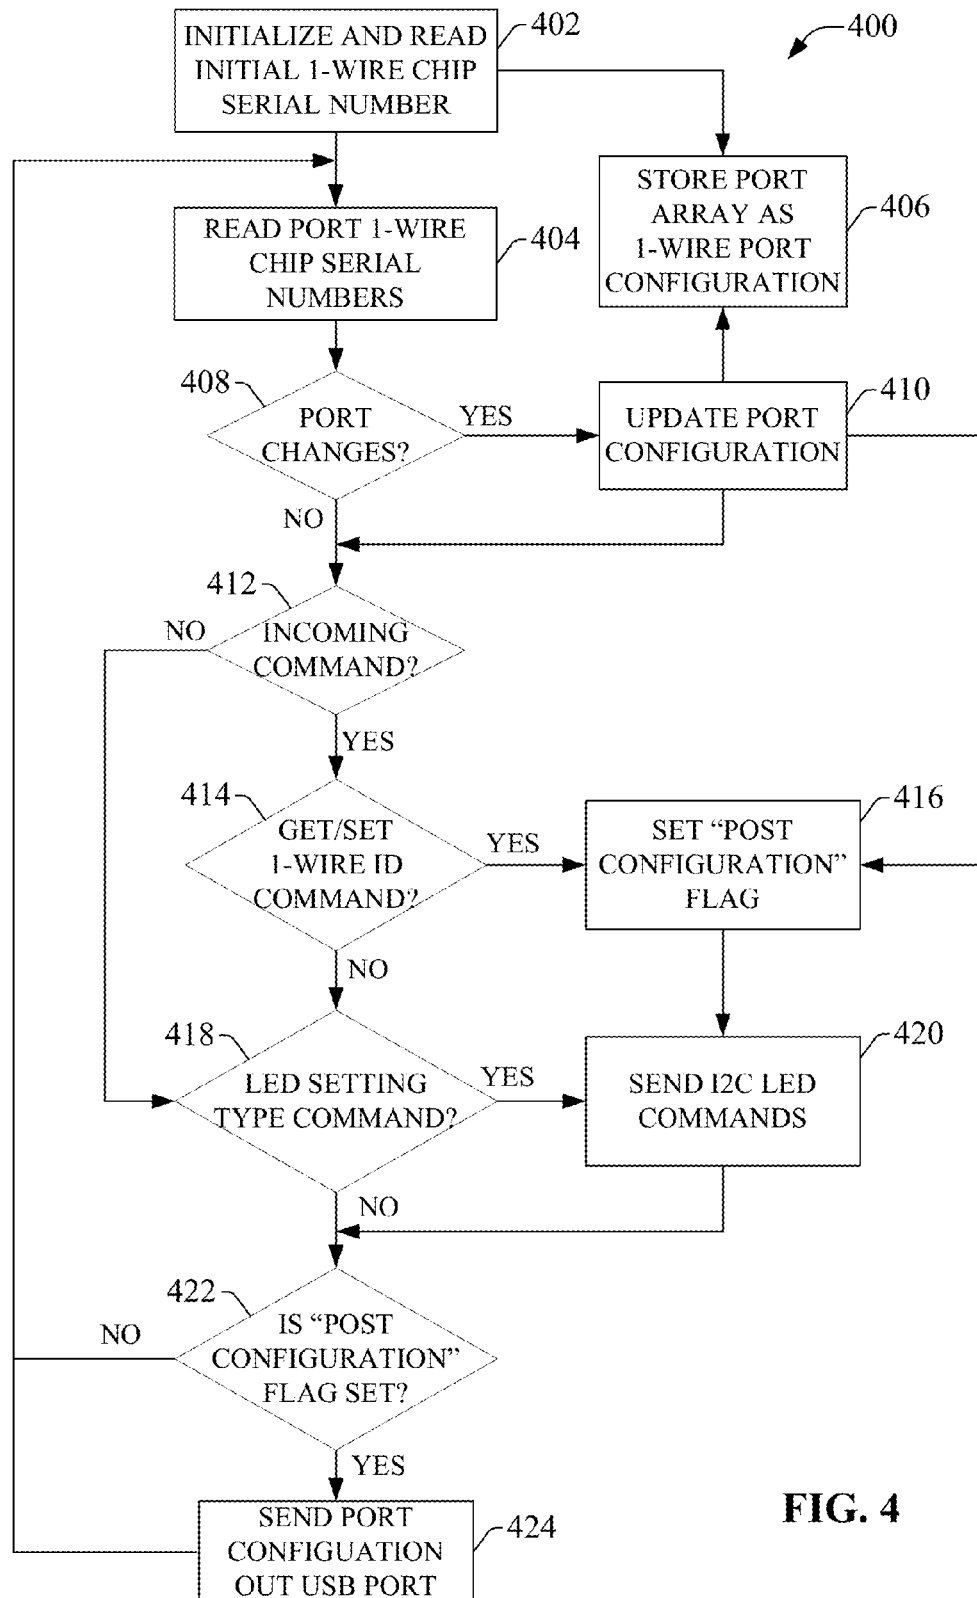 INITIALIZE AND READ
INITIAL 1-WIRE CHIP
SERIAL NUMBER
402
400
STORE PORT
ARRAY AS
1-WIRE PORT
CONFIGURATION
406
READ PORT 1-WIRE
CHIP SERIAL
NUMBERS
404
408
PORT
CHANGES?
YES
NO
UPDATE PORT
CONFIGURATION
410
412
INCOMING
COMMAND?
NO
YES
414
GET/SET
1-WIRE ID
COMMAND?
YES
NO
SET “POST
CONFIGURATION”
FLAG
416
418
LED SETTING
TYPE COMMAND?
YES
NO
SEND I2C LED
COMMANDS
420
422
IS “POST
CONFIGURATION”
FLAG SET?
NO
YES
SEND PORT
CONFIGUATION
OUT USB PORT
424
FIG. 4